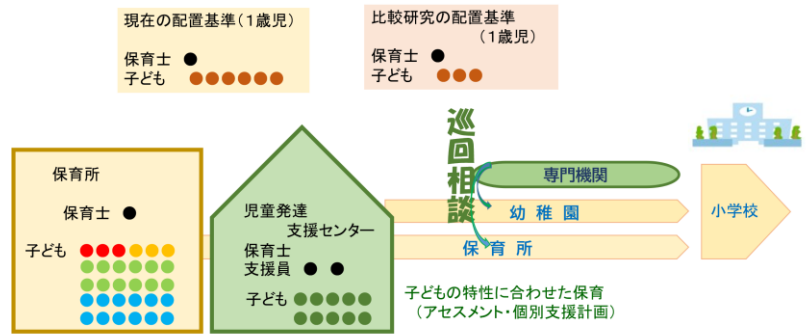 現在の配置基準(1歳児)
保育士
子ども
比較研究の配置基準
(1歳児)
保育士
子ども
巡回相談
専門機関
幼稚園
保育所
小学校
保育所
保育士
子ども
児童発達
支援センター
保育士
支援員
子ども
子どもの特性に合わせた保育
(アセスメント・個別支援計画)